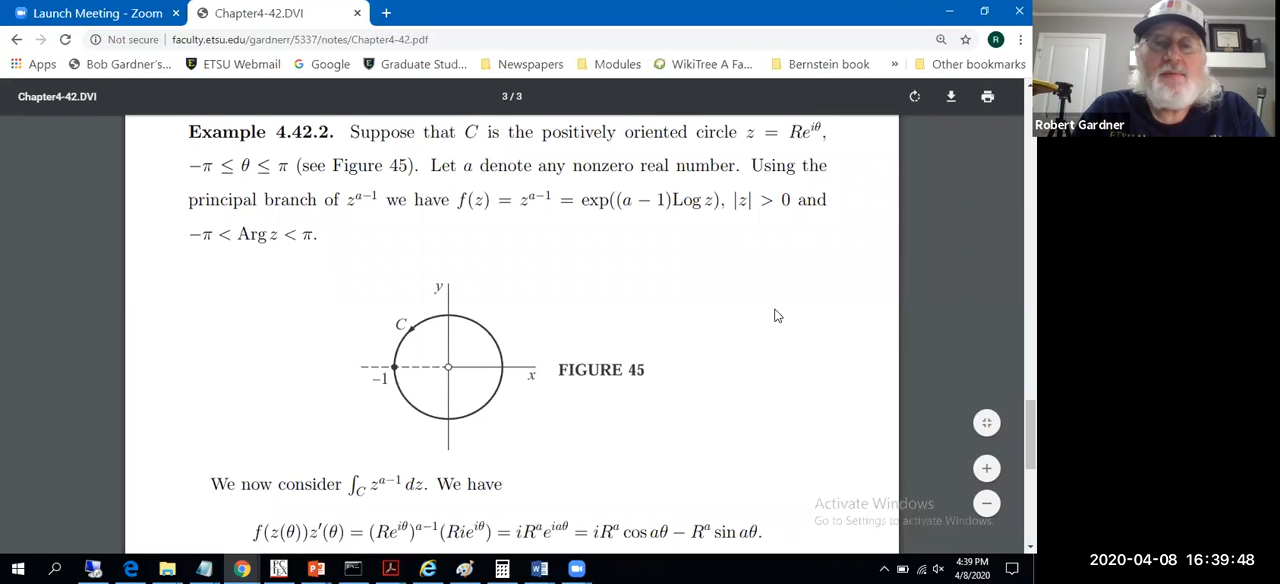 Launch Meeting - Zoom
Chapter4-42.DVI
Not secure | faculty.etsu.edu/gardnerr/5337/notes/Chapter4-42.pdf
R
Apps Bob Gardner's... ETSU Webmail Google Graduate Stud... Newspapers Modules WikiTree A Fa... Bernstein book » Other bookmarks
Chapter4-42.DVI 3 / 3
Robert Gardner
Example 4.42.2. Suppose that C is the positively oriented circle z = Re^{iθ},
−π ≤ θ ≤ π (see Figure 45). Let a denote any nonzero real number. Using the
principal branch of z^{a−1} we have f(z) = z^{a−1} = exp((a − 1)Log z), |z| > 0 and
−π < Arg z < π.
y
C
−1
x
FIGURE 45
We now consider ∫_C z^{a−1} dz. We have
f(z(θ))z′(θ) = (Re^{iθ})^{a−1}(Rie^{iθ}) = iR^a e^{iaθ} = iR^a cos aθ − R^a sin aθ.
Activate Windows
Go to Settings to activate Windows.
4:39 PM
4/8/2020
2020-04-08 16:39:48